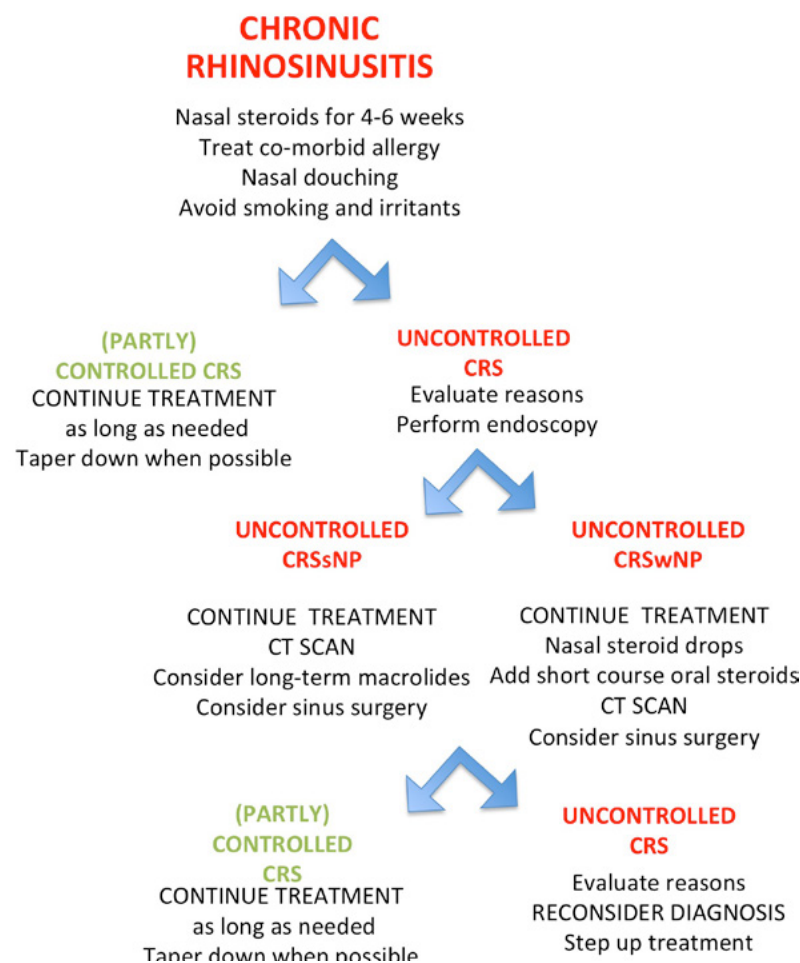 CHRONIC
RHINOSINUSITIS
Nasal steroids for 4-6 weeks
Treat co-morbid allergy
Nasal douching
Avoid smoking and irritants
(PARTLY)
CONTROLLED CRS
CONTINUE TREATMENT
as long as needed
Taper down when possible
UNCONTROLLED
CRS
Evaluate reasons
Perform endoscopy
UNCONTROLLED
CRSsNP
CONTINUE TREATMENT
CT SCAN
Consider long-term macrolides
Consider sinus surgery
UNCONTROLLED
CRSwNP
CONTINUE TREATMENT
Nasal steroid drops
Add short course oral steroids
CT SCAN
Consider sinus surgery
(PARTLY)
CONTROLLED
CRS
CONTINUE TREATMENT
as long as needed
Taper down when possible
UNCONTROLLED
CRS
Evaluate reasons
RECONSIDER DIAGNOSIS
Step up treatment